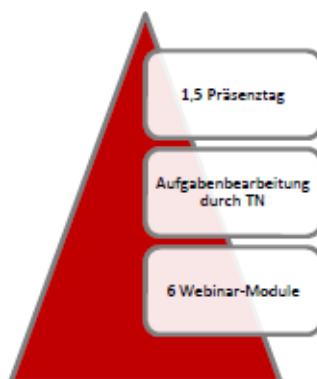 1,5 Präsenztag
Aufgabenbearbeitung
durch TN
6 Webinar-Module